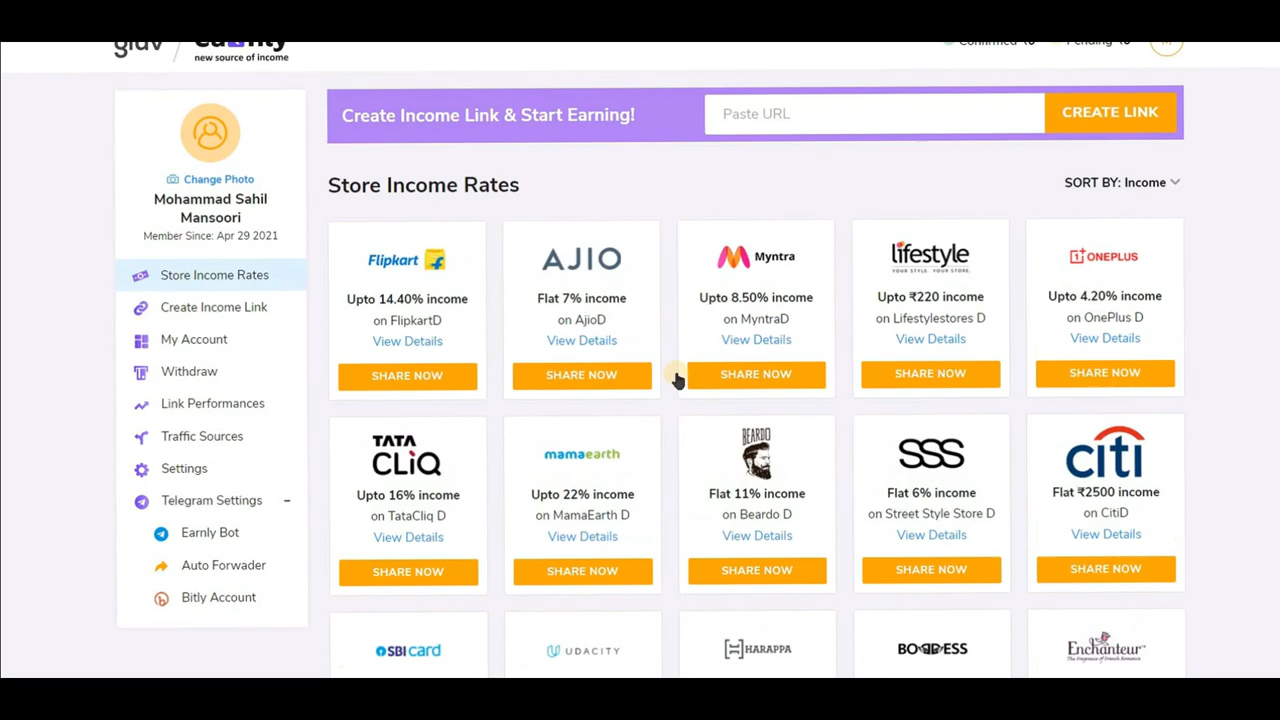 new source of income
Create Income Link & Start Earning!
Paste URL
CREATE LINK
Change Photo
Mohammad Sahil
Mansoori
Member Since: Apr 29 2021
Store Income Rates
Create Income Link
My Account
Withdraw
Link Performances
Traffic Sources
Settings
Telegram Settings
Earnly Bot
Auto Forwader
Bitly Account
Store Income Rates
SORT BY: Income
Flipkart
Upto 14.40% income
on FlipkartD
View Details
SHARE NOW
AJIO
Flat 7% income
on AjioD
View Details
SHARE NOW
Myntra
Upto 8.50% income
on MyntraD
View Details
SHARE NOW
lifestyle
YOUR STYLE. YOUR STORE.
Upto ₹220 income
on Lifestylestores D
View Details
SHARE NOW
ONEPLUS
Upto 4.20% income
on OnePlus D
View Details
SHARE NOW
TATA
CLiQ
Upto 16% income
on TataCliq D
View Details
SHARE NOW
mamaearth
Upto 22% income
on MamaEarth D
View Details
SHARE NOW
BEARDO
Flat 11% income
on Beardo D
View Details
SHARE NOW
SSS
Flat 6% income
on Street Style Store D
View Details
SHARE NOW
citi
Flat ₹2500 income
on CitiD
View Details
SHARE NOW
SBI card
UDACITY
HARAPPA
Enchanteur